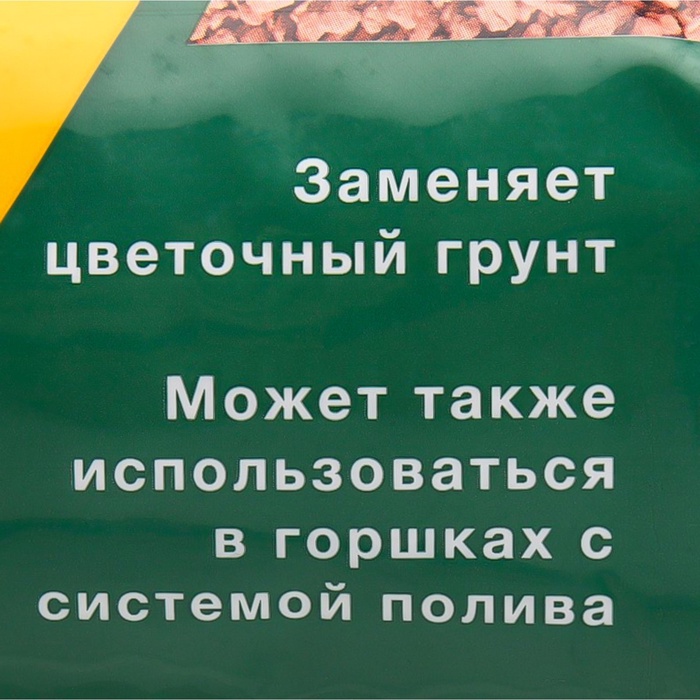 Заменяет
цветочный грунт
Может также
использоваться
в горшках с
системой полива